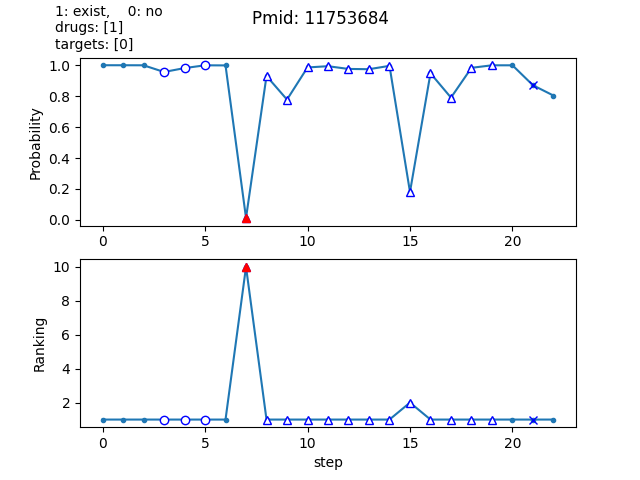 1: exist,    0: no
drugs: [1]
targets: [0]
Pmid: 11753684
1.0
0.8
0.6
0.4
0.2
0.0
Probability
0 5 10 15 20
10
8
6
4
2
Ranking
0 5 10 15 20
step